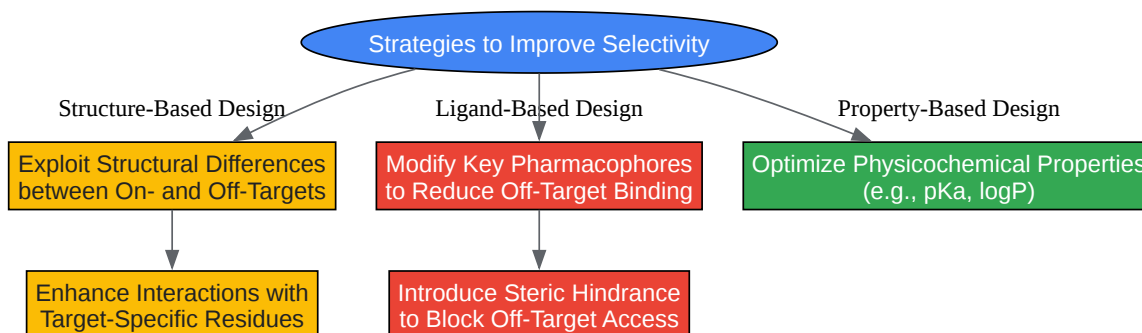 Strategies to Improve Selectivity
Structure-Based Design
Ligand-Based Design
Property-Based Design
Exploit Structural Differences
between On- and Off-Targets
Modify Key Pharmacophores
to Reduce Off-Target Binding
Optimize Physicochemical Properties
(e.g., pKa, logP)
Enhance Interactions with
Target-Specific Residues
Introduce Steric Hindrance
to Block Off-Target Access